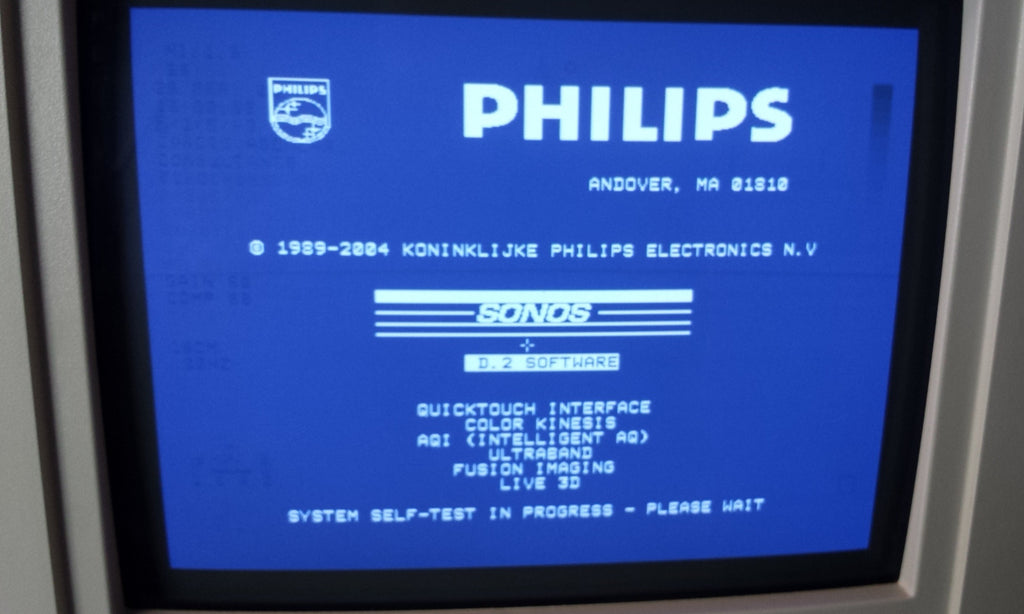 PHILIPS
PHILIPS
ANDOVER, MA 01810
© 1989-2004 KONINKLIJKE PHILIPS ELECTRONICS N.V
SONOS
D.2 SOFTWARE
QUICKTOUCH INTERFACE
COLOR KINESIS
AQI (INTELLIGENT AQ)
ULTRABAND
FUSION IMAGING
LIVE 3D
SYSTEM SELF-TEST IN PROGRESS - PLEASE WAIT